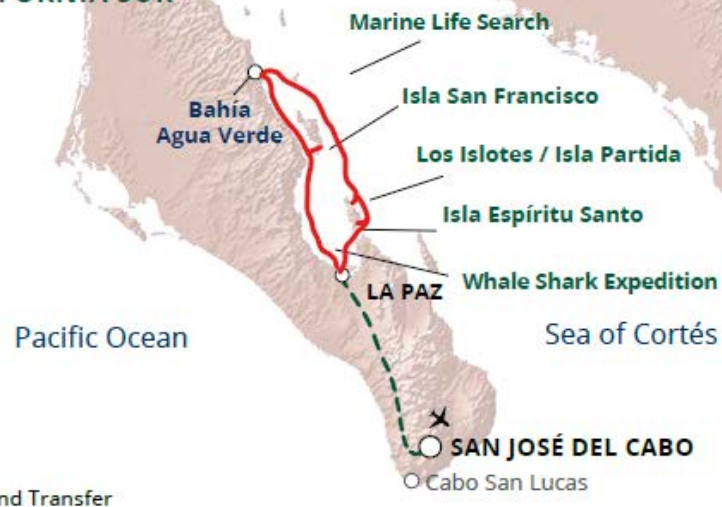 Marine Life Search
Isla San Francisco
Bahía
Agua Verde
Los Islotes / Isla Partida
Isla Espíritu Santo
Whale Shark Expedition
LA PAZ
Pacific Ocean
Sea of Cortés
SAN JOSÉ DEL CABO
Cabo San Lucas
Transfer